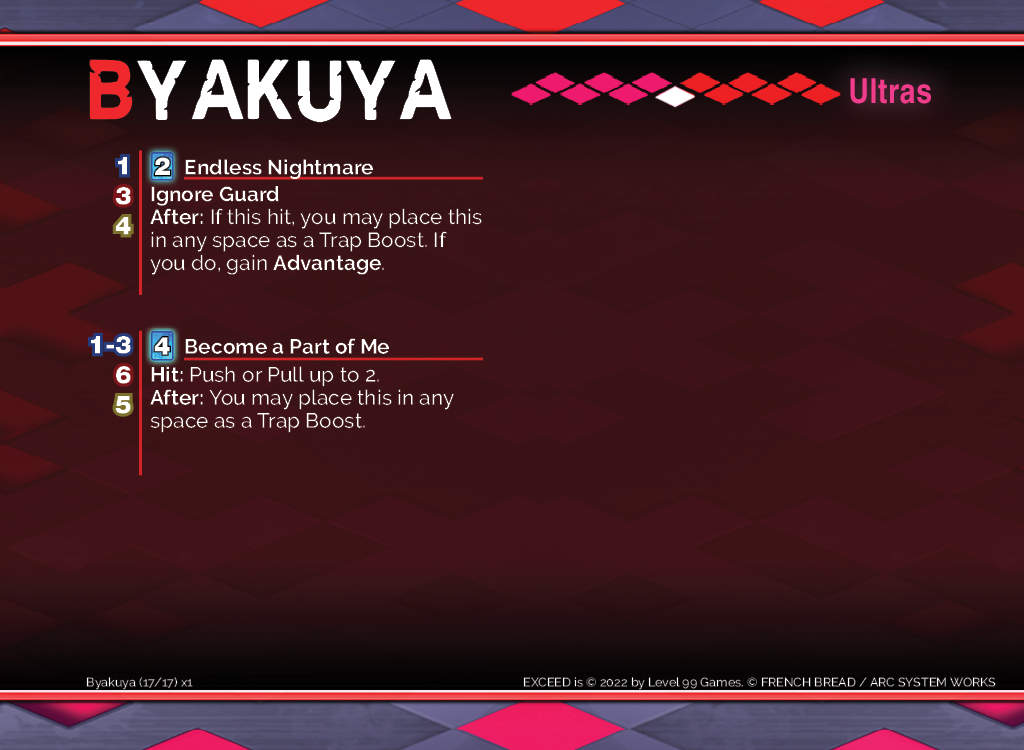 BYAKUYA
Ultras
1 2 Endless Nightmare
3 Ignore Guard
4 After: If this hit, you may place this
in any space as a Trap Boost. If
you do, gain Advantage.
1-3 4 Become a Part of Me
6 Hit: Push or Pull up to 2.
5 After: You may place this in any
space as a Trap Boost.
Byakuya (17/17) x1
EXCEED is © 2022 by Level 99 Games. © FRENCH BREAD / ARC SYSTEM WORKS